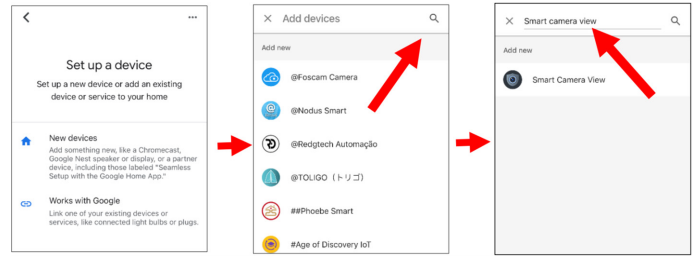 Set up a device
Set up a new device or add an existing
device or service to your home
New devices
Add something new, like a Chromecast,
Google Nest speaker or display, or a partner
device, including those labeled "Seamless
Setup with the Google Home App."
Works with Google
Link one of your existing devices or
services, like connected light bulbs or plugs.
Add devices
Add new
@Foscam Camera
@Nodus Smart
@Redgtech Automação
@TOLIGO (トリゴ)
##Phoebe Smart
#Age of Discovery IoT
Smart camera view
Add new
Smart Camera View